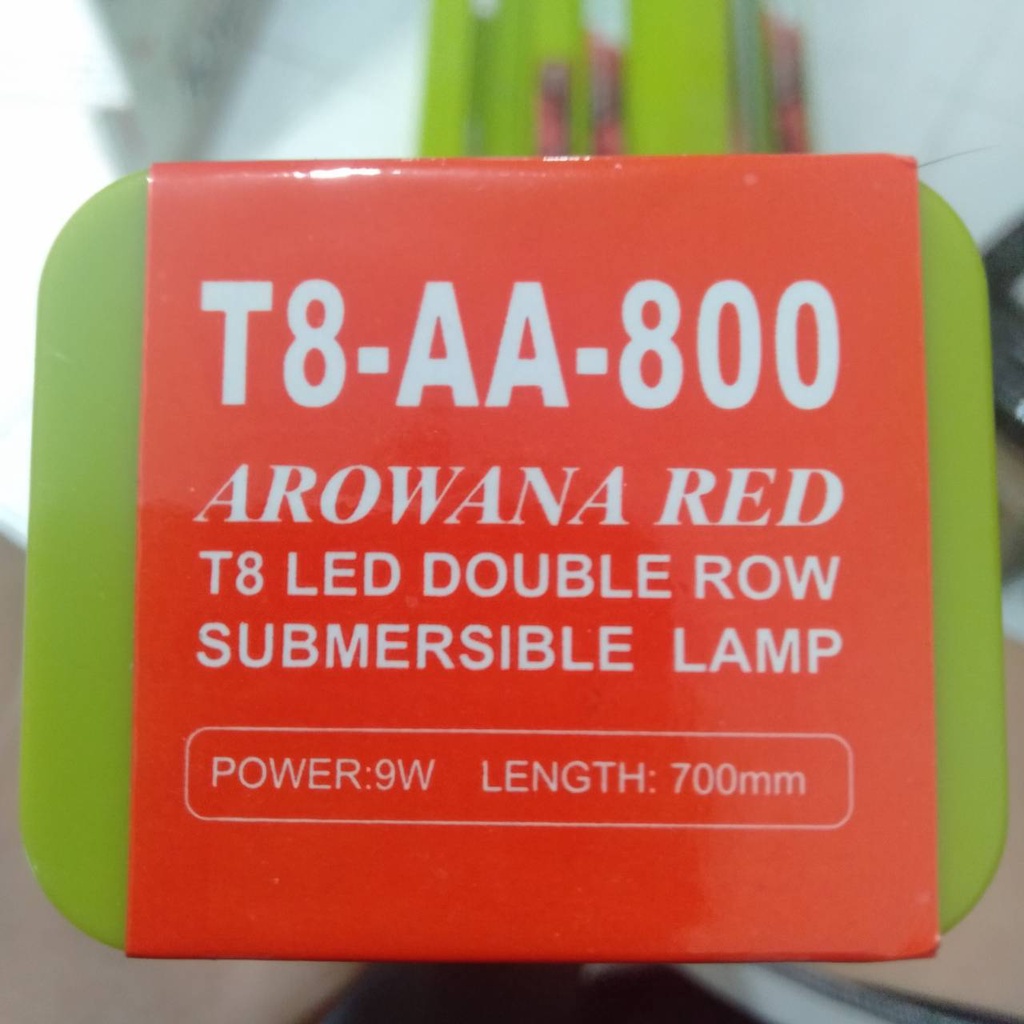 T8-AA-800
AROWANA RED
T8 LED DOUBLE ROW
SUBMERSIBLE LAMP
POWER:9W LENGTH: 700mm